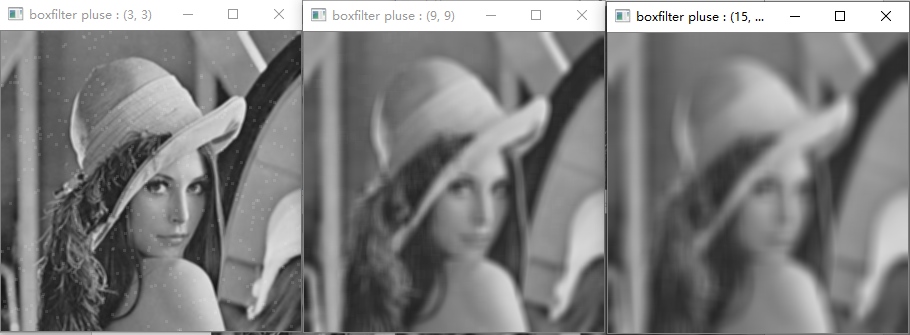 boxfilter pluse : (3, 3)
boxfilter pluse : (9, 9)
boxfilter pluse : (15, ...